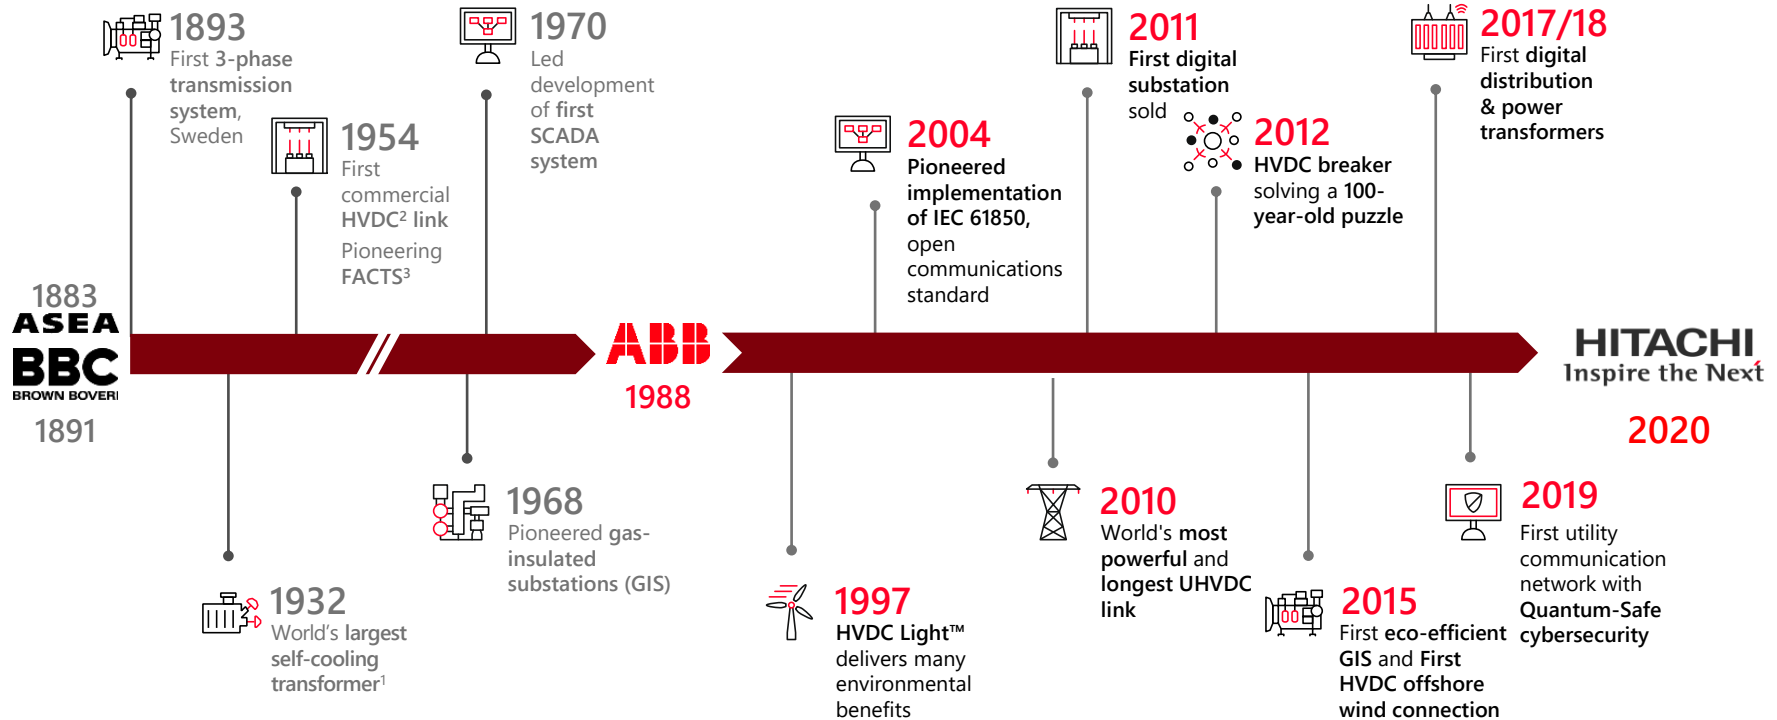 1893
First 3-phase
transmission
system,
Sweden
1954
First
commercial
HVDC² link
Pioneering
FACTS³
1970
Led
development
of first
SCADA
system
2004
Pioneered
implementation
of IEC 61850,
open
communications
standard
2011
First digital
substation
sold
2012
HVDC breaker
solving a 100-
year-old puzzle
2017/18
First digital
distribution
& power
transformers
1883
ASEA
BBC
BROWN BOVERI
1891
ABB
1988
HITACHI
Inspire the Next
2020
1932
World's largest
self-cooling
transformer¹
1968
Pioneered gas-
insulated
substations (GIS)
1997
HVDC Light™
delivers many
environmental
benefits
2010
World's most
powerful and
longest UHVDC
link
2015
First eco-efficient
GIS and First
HVDC offshore
wind connection
2019
First utility
communication
network with
Quantum-Safe
cybersecurity